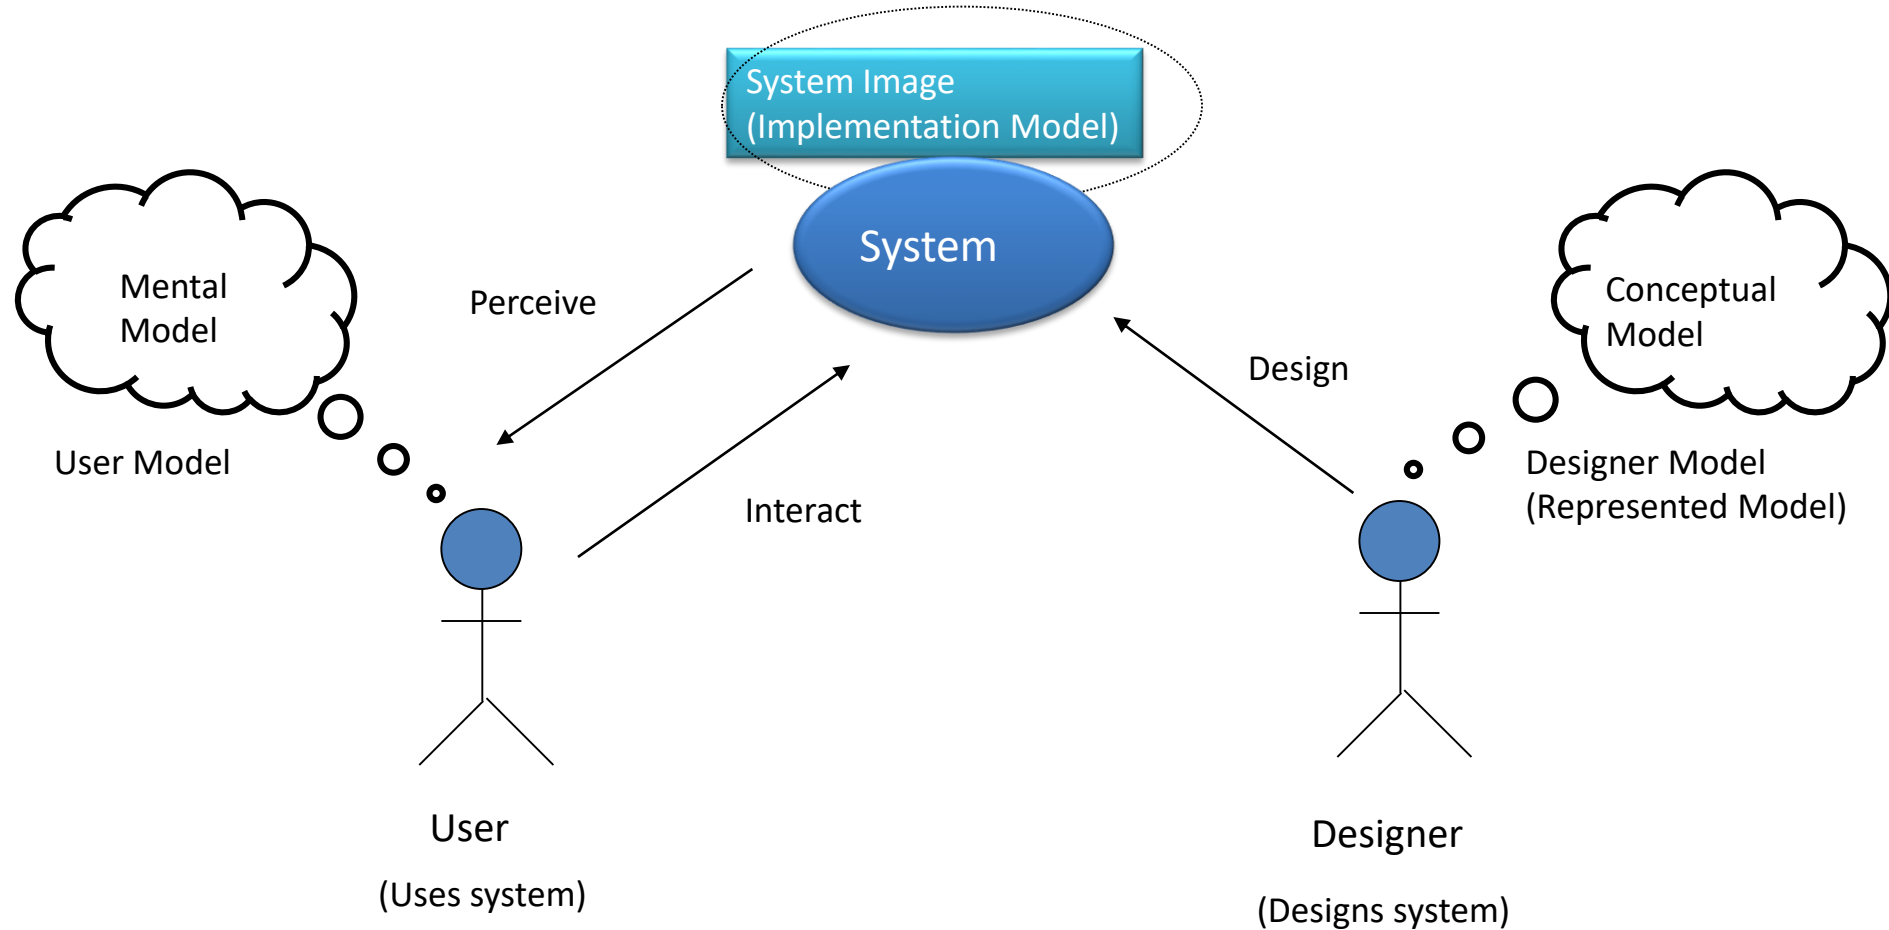 System Image
(Implementation Model)
System
Mental
Model
Perceive
Conceptual
Model
Design
User Model
Interact
Designer Model
(Represented Model)
User
(Uses system)
Designer
(Designs system)